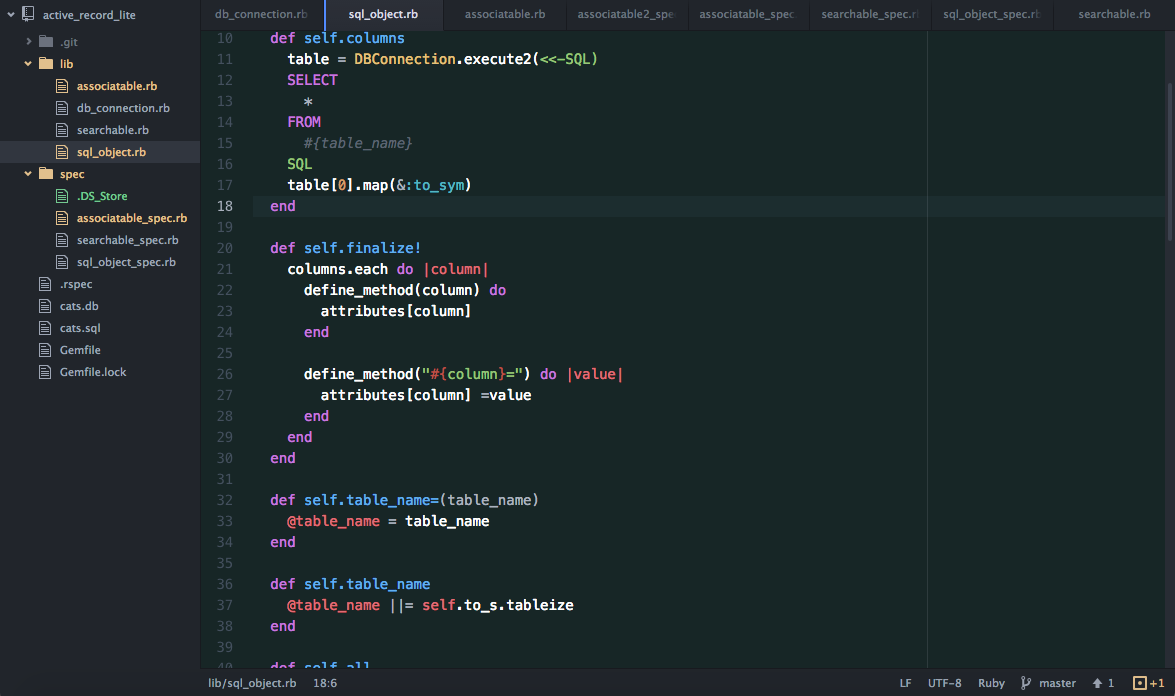 active_record_lite
.git
lib
associatable.rb
db_connection.rb
searchable.rb
sql_object.rb
spec
.DS_Store
associatable_spec.rb
searchable_spec.rb
sql_object_spec.rb
.rspec
cats.db
cats.sql
Gemfile
Gemfile.lock
db_connection.rb sql_object.rb associatable.rb associatable2_spe associatable_spec. searchable_spec.r sql_object_spec.rb searchable.rb
10 def self.columns
11 table = DBConnection.execute2(<<-SQL)
12 SELECT
13 *
14 FROM
15 #{table_name}
16 SQL
17 table[0].map(&:to_sym)
18 end
19
20 def self.finalize!
21 columns.each do |column|
22 define_method(column) do
23 attributes[column]
24 end
25
26 define_method("#{column}=") do |value|
27 attributes[column] =value
28 end
29 end
30 end
31
32 def self.table_name=(table_name)
33 @table_name = table_name
34 end
35
36 def self.table_name
37 @table_name ||= self.to_s.tableize
38 end
39
40 def self.all
lib/sql_object.rb 18:6 LF UTF-8 Ruby master 1 +1